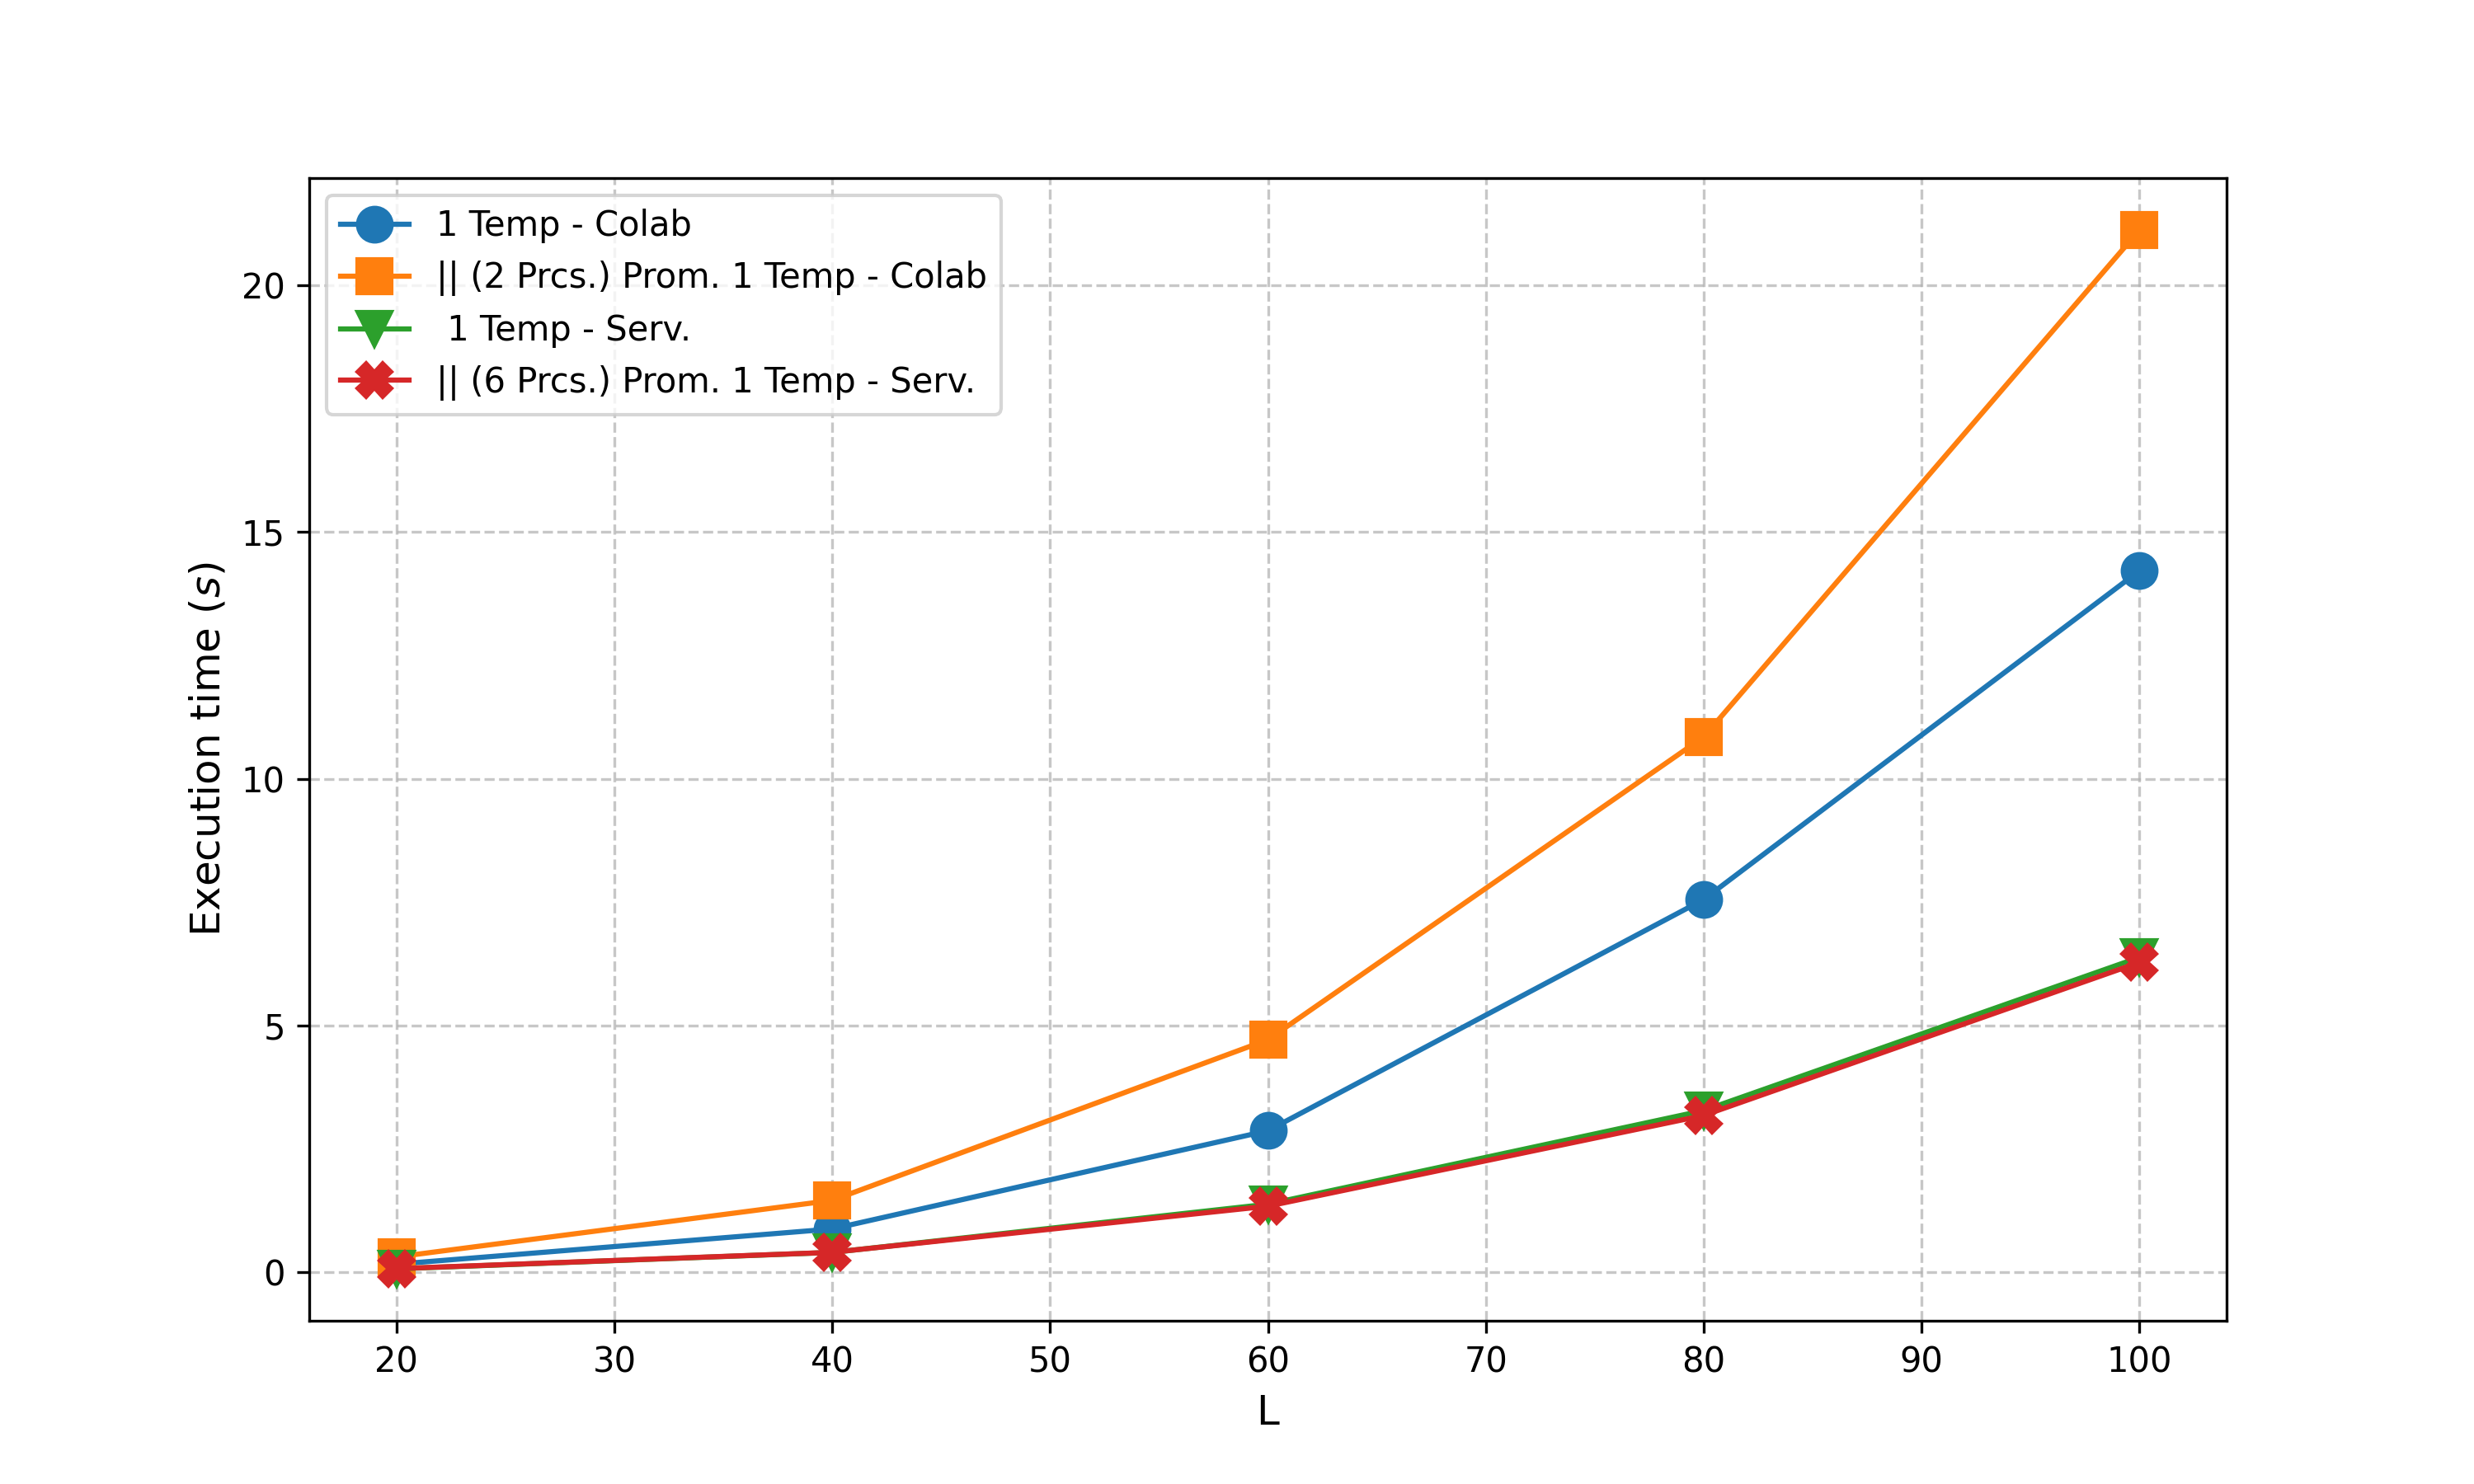 1 Temp - Colab
|| (2 Prcs.) Prom. 1 Temp - Colab
1 Temp - Serv.
|| (6 Prcs.) Prom. 1 Temp - Serv.
20
15
10
5
0
Execution time (s)
20 30 40 50 60 70 80 90 100
L